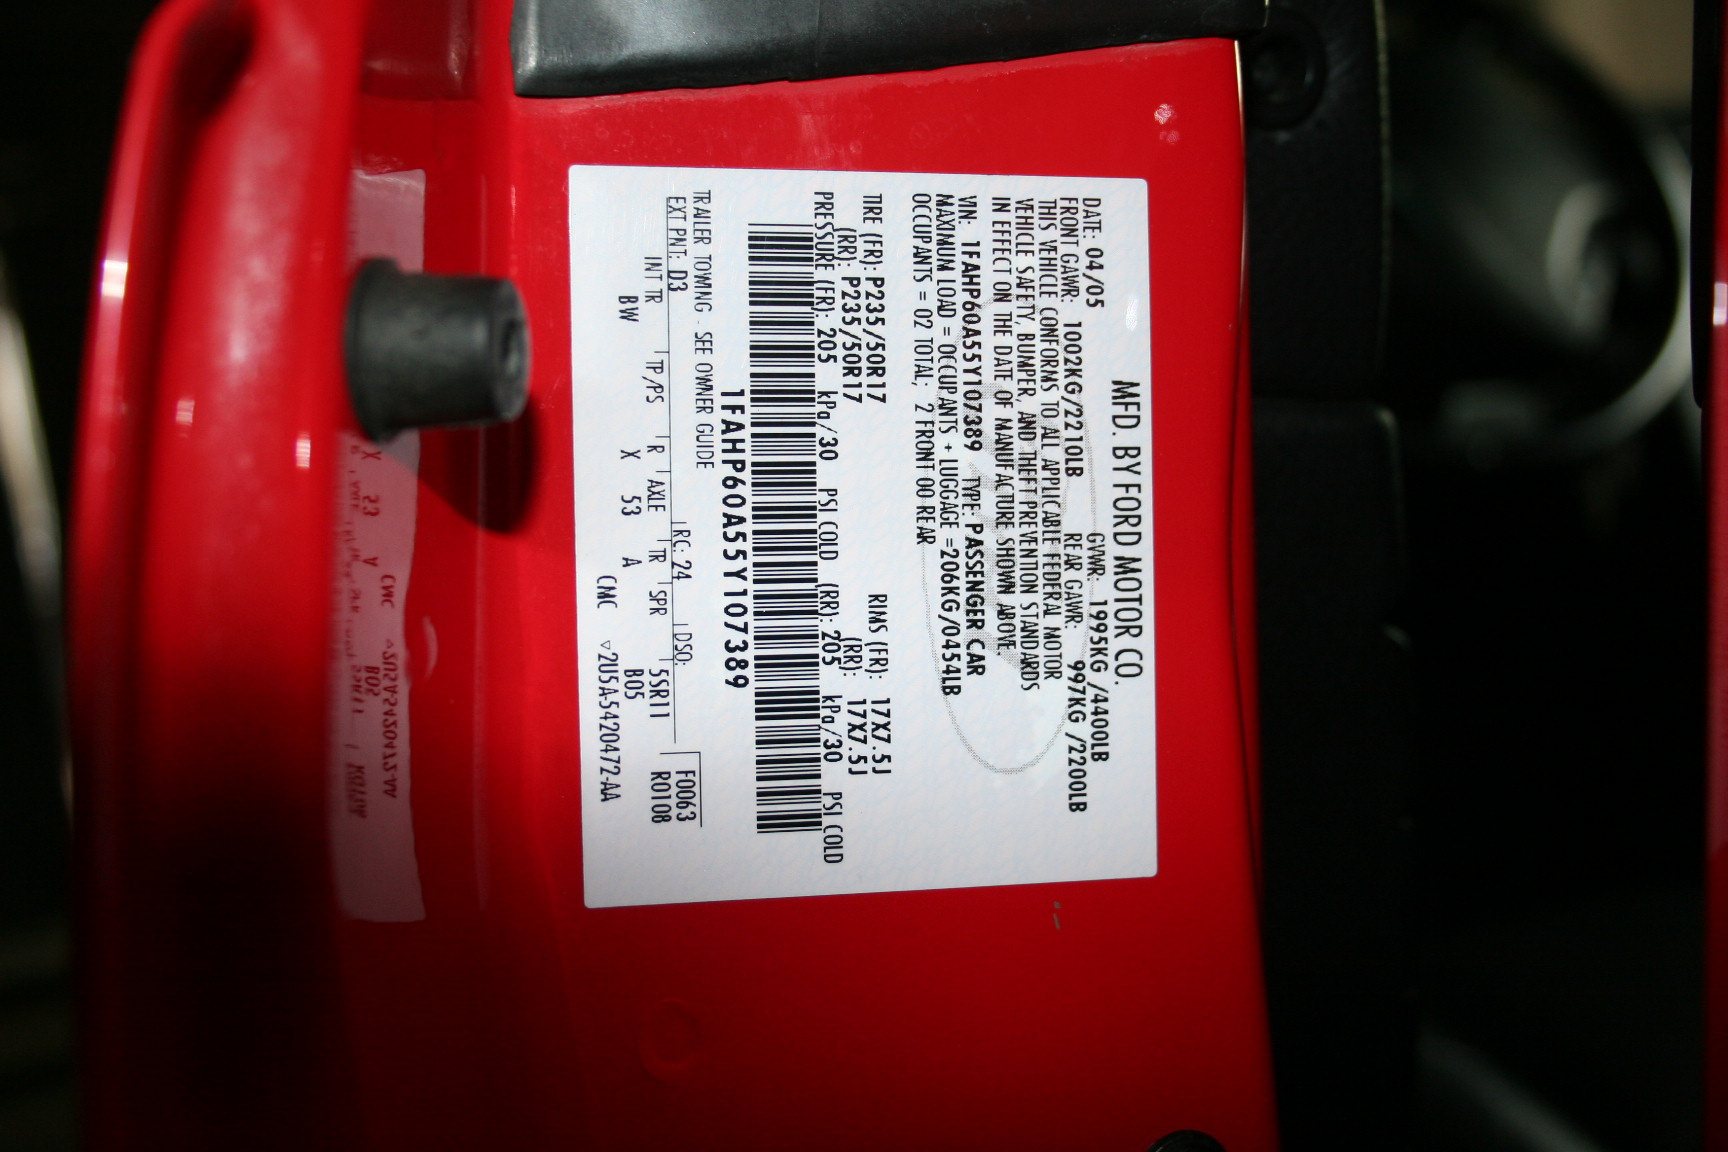 MFD. BY FORD MOTOR CO.
DATE: 04/05 GVWR: 1995KG /4400LB
FRONT GAWR: 1002KG/2210LB REAR GAWR: 997KG /2200LB
THIS VEHICLE CONFORMS TO ALL APPLICABLE FEDERAL MOTOR
VEHICLE SAFETY, BUMPER, AND THEFT PREVENTION STANDARDS
IN EFFECT ON THE DATE OF MANUFACTURE SHOWN ABOVE.
VIN: 1FAHP60A55Y107389 TYPE: PASSENGER CAR
MAXIMUM LOAD = OCCUPANTS + LUGGAGE =206KG/0454LB
OCCUPANTS = 02 TOTAL; 2 FRONT 00 REAR
TIRE (FR): P235/50R17 RIMS (FR): 17X7.5J
(RR): P235/50R17 (RR): 17X7.5J
PRESSURE (FR): 205 kPa/30 PSI COLD (RR): 205 kPa/30 PSI COLD
1FAHP60A55Y107389
TRAILER TOWING - SEE OWNER GUIDE
EXT PNT: D3 RC: 24 DSO: F0063
INT TR TP/PS R AXLE TR SPR 5SR11 R0108
BW X 53 A B05
CMC ▽2U5A-5420472-AA